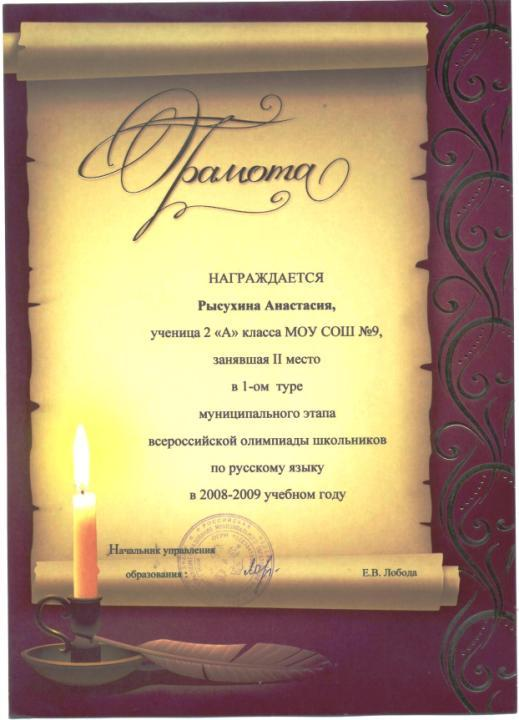 Грамота
НАГРАЖДАЕТСЯ
Рысухина Анастасия,
ученица 2 «А» класса МОУ СОШ №9,
занявшая II место
в 1-ом туре
муниципального этапа
всероссийской олимпиады школьников
по русскому языку
в 2008-2009 учебном году
Начальник управления
образования : Е.В. Лобода